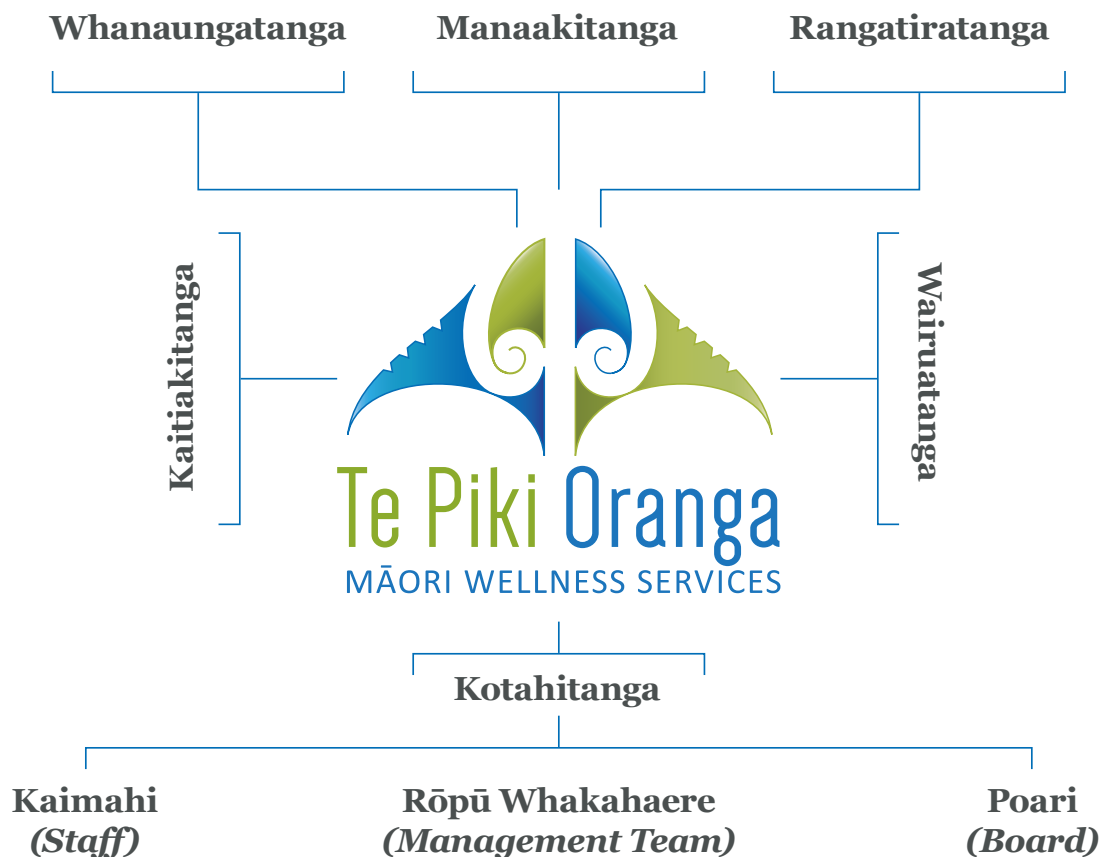 Whanaungatanga
Manaakitanga
Rangatiratanga
Kaitiakitanga
Wairuatanga
Te Piki Oranga
MĀORI WELLNESS SERVICES
Kotahitanga
Kaimahi
(Staff)
Rōpū Whakahaere
(Management Team)
Poari
(Board)